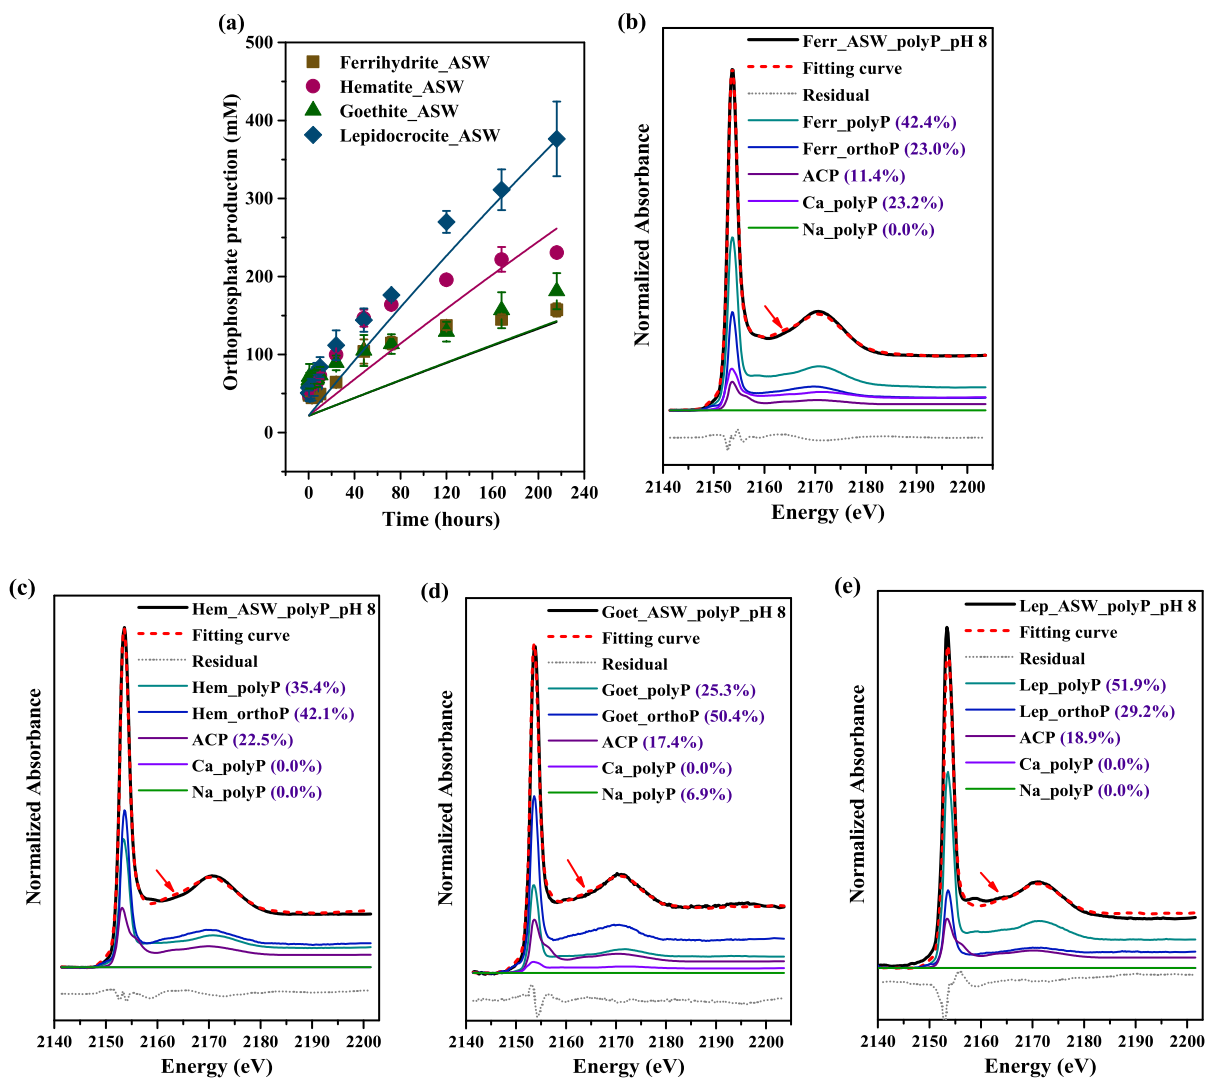 (a)
500
400
300
200
100
0
Orthophosphate production (mM)
Ferrihydrite_ASW
Hematite_ASW
Goethite_ASW
Lepidocrocite_ASW
0 40 80 120 160 200 240
Time (hours)
(b)
Normalized Absorbance
Ferr_ASW_polyP_pH 8
Fitting curve
Residual
Ferr_polyP (42.4%)
Ferr_orthoP (23.0%)
ACP (11.4%)
Ca_polyP (23.2%)
Na_polyP (0.0%)
2140 2150 2160 2170 2180 2190 2200
Energy (eV)
(c)
Normalized Absorbance
Hem_ASW_polyP_pH 8
Fitting curve
Residual
Hem_polyP (35.4%)
Hem_orthoP (42.1%)
ACP (22.5%)
Ca_polyP (0.0%)
Na_polyP (0.0%)
2140 2150 2160 2170 2180 2190 2200
Energy (eV)
(d)
Normalized Absorbance
Goet_ASW_polyP_pH 8
Fitting curve
Residual
Goet_polyP (25.3%)
Goet_orthoP (50.4%)
ACP (17.4%)
Ca_polyP (0.0%)
Na_polyP (6.9%)
2140 2150 2160 2170 2180 2190 2200
Energy (eV)
(e)
Normalized Absorbance
Lep_ASW_polyP_pH 8
Fitting curve
Residual
Lep_polyP (51.9%)
Lep_orthoP (29.2%)
ACP (18.9%)
Ca_polyP (0.0%)
Na_polyP (0.0%)
2140 2150 2160 2170 2180 2190 2200
Energy (eV)